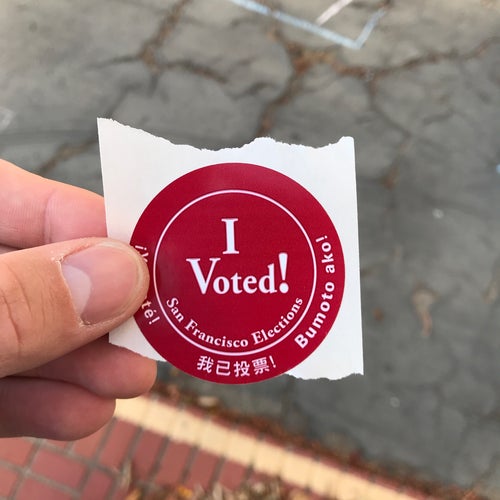 I
Voted!
San Francisco Elections
Bumoto ako!
我已投票!